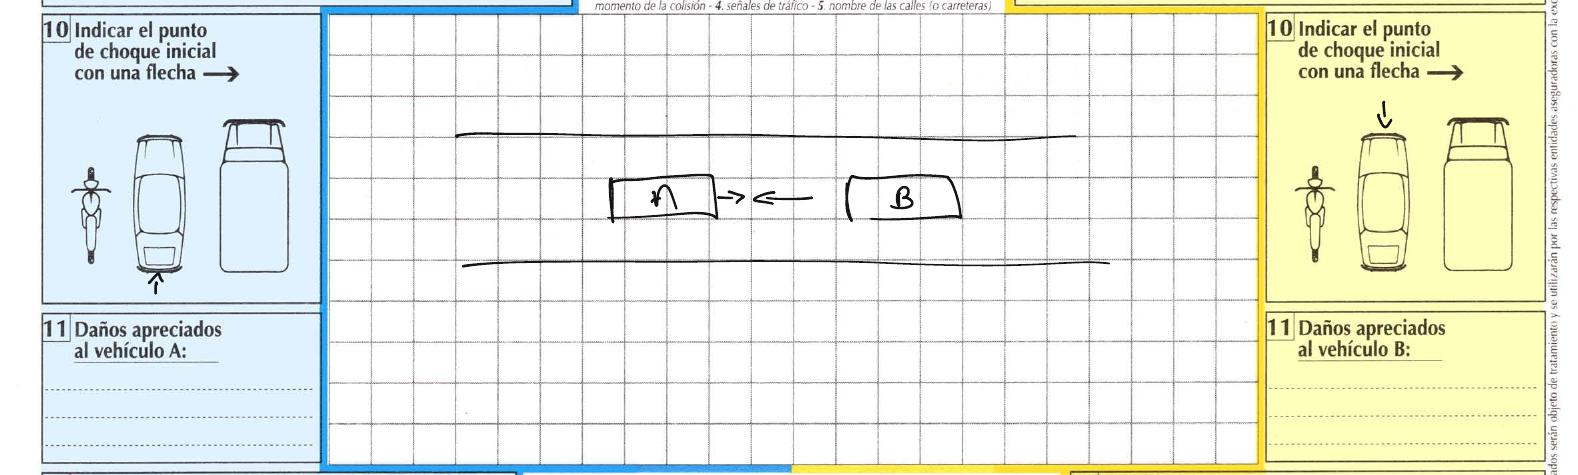 momento de la colisión - 4. señales de tráfico - 5. nombre de las calles (o carreteras)
10 Indicar el punto
de choque inicial
con una flecha
11 Daños apreciados
al vehículo A:
B
10 Indicar el punto
de choque inicial
con una flecha
11 Daños apreciados
al vehículo B:
ados serán objeto de tratamiento y se utilizarán por las respectivas entidades aseguradoras con la exc